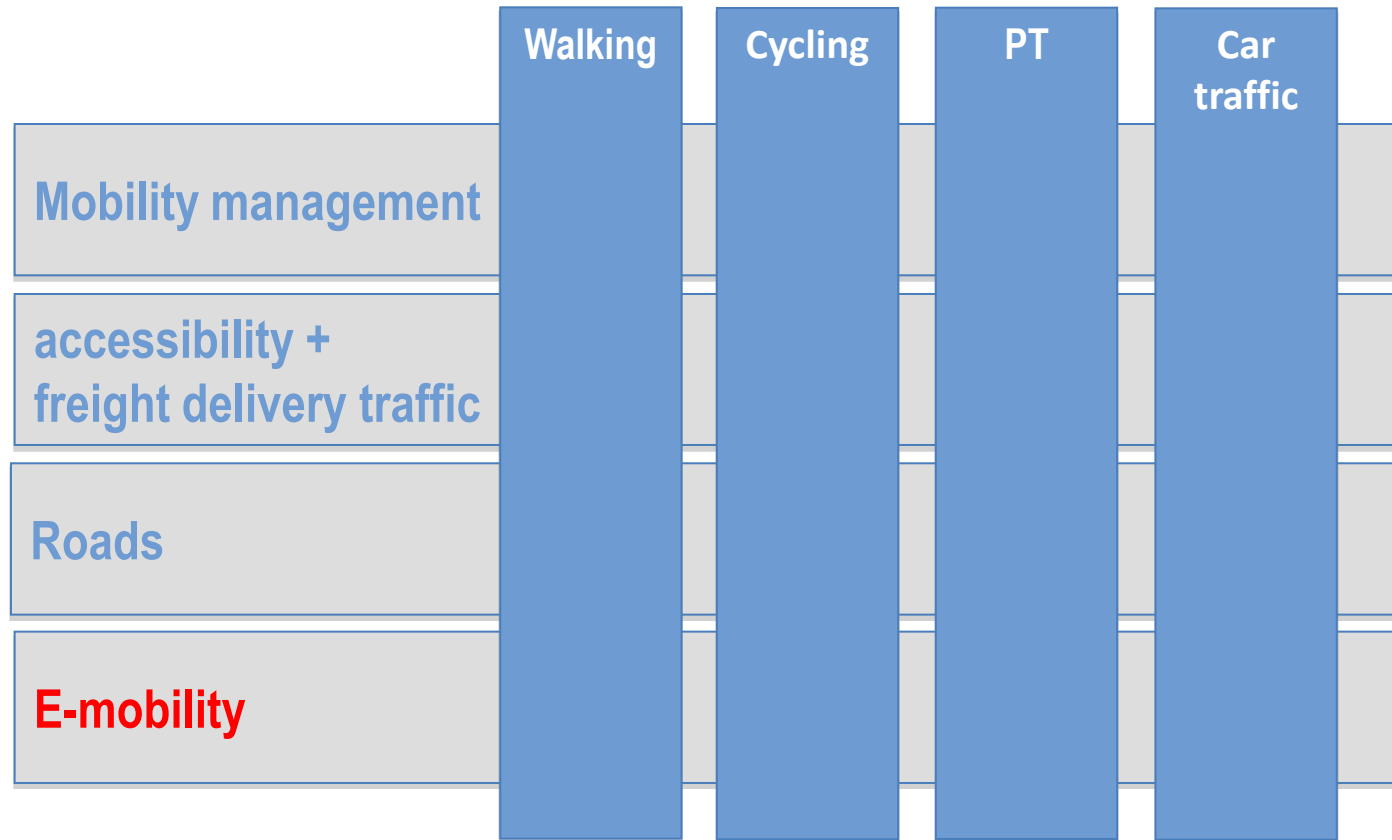 Walking
Cycling
PT
Car
traffic
Mobility management
accessibility +
freight delivery traffic
Roads
E-mobility